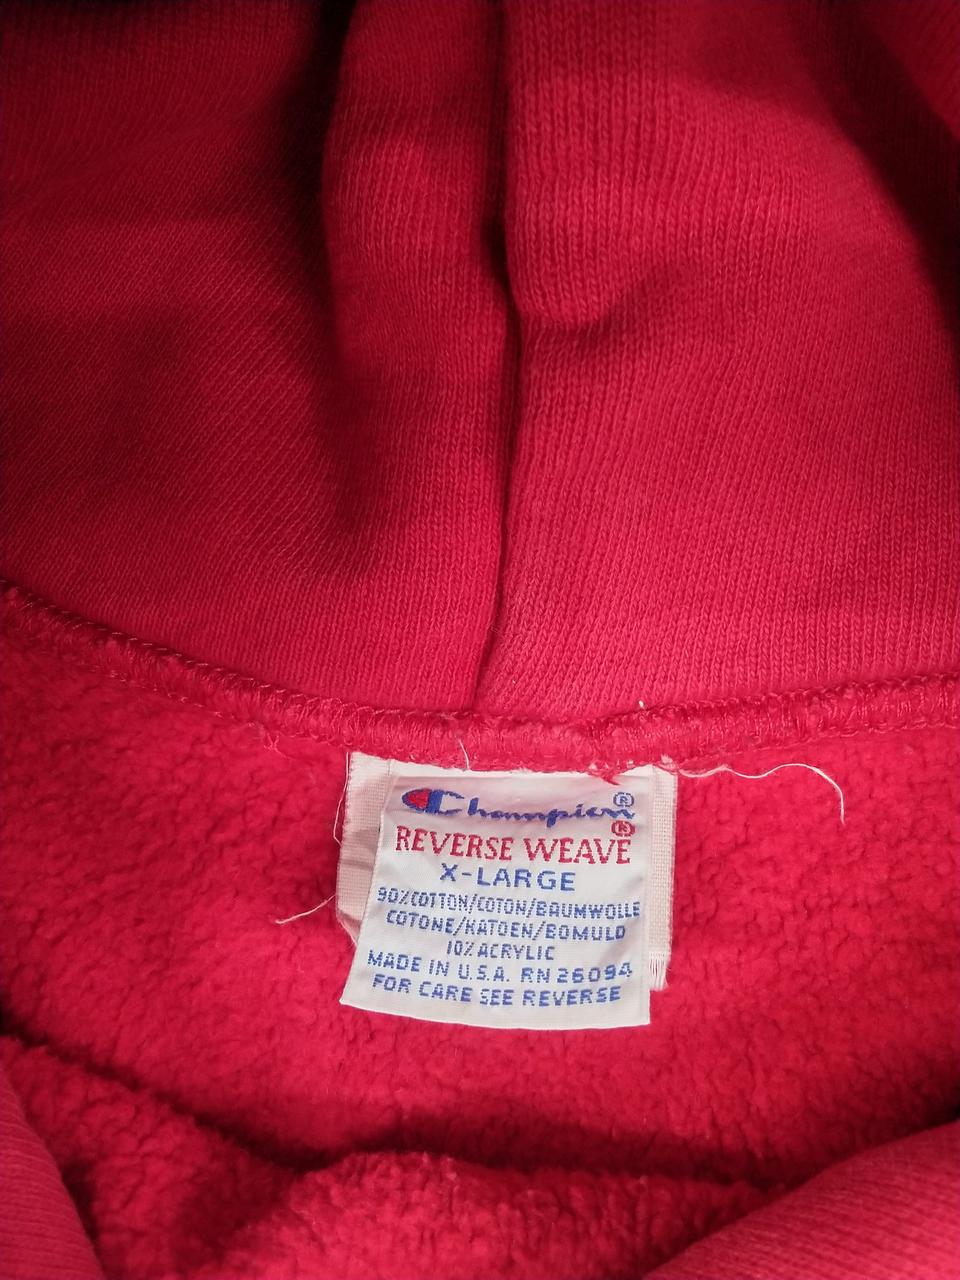 Champion®
REVERSE WEAVE®
X-LARGE
90%COTTON/COTON/BAUMWOLLE
COTONE/KATOEN/BOMULD
10% ACRYLIC
MADE IN U.S.A. RN 26094
FOR CARE SEE REVERSE